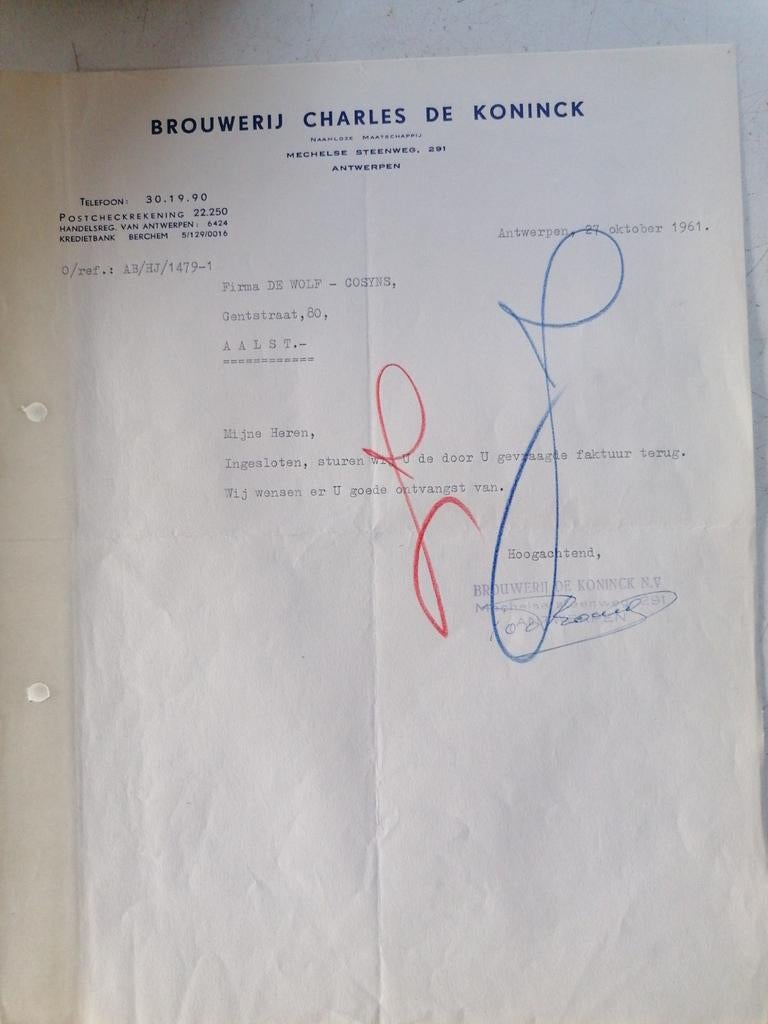 BROUWERIJ CHARLES DE KONINCK
NAAMLOZE MAATSCHAPPIJ
MECHELSE STEENWEG, 291
ANTWERPEN
TELEFOON: 30.19.90
POSTCHECKREKENING 22.250
HANDELSREG. VAN ANTWERPEN: 6424
KREDIETBANK BERCHEM 5/129/0016
Antwerpen, 27 oktober 1961.
O/ref.: AB/HJ/1479-1
Firma DE WOLF - COSYNS,
Gentstraat,80,
A A L S T.-
============
Mijne Heren,
Ingesloten, sturen wij U de door U gevraagde faktuur terug.
Wij wensen er U goede ontvangst van.
Hoogachtend,
BROUWERIJ DE KONINCK N.V
Mechelsesteenweg 291
ANTWERPEN